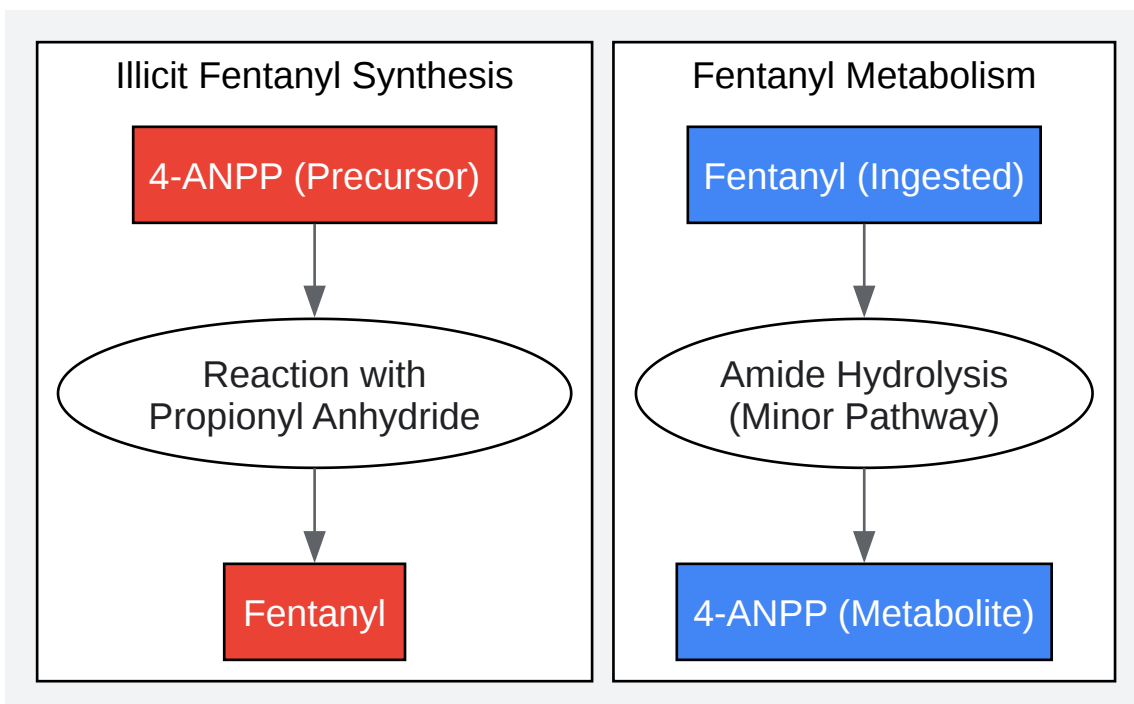 Illicit Fentanyl Synthesis
4-ANPP (Precursor)
Reaction with
Propionyl Anhydride
Fentanyl
Fentanyl Metabolism
Fentanyl (Ingested)
Amide Hydrolysis
(Minor Pathway)
4-ANPP (Metabolite)